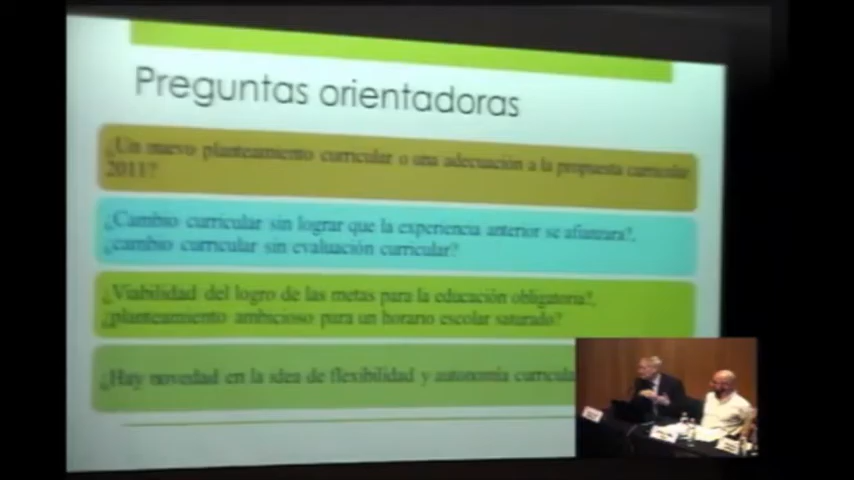 Preguntas orientadoras
¿Un nuevo planteamiento curricular o una adecuación a la propuesta curricular
2011?
¿Cambio curricular sin lograr que la experiencia anterior se afianzara?,
¿cambio curricular sin evaluación curricular?
¿Viabilidad del logro de las metas para la educación obligatoria?,
¿planteamiento ambicioso para un horario escolar saturado?
¿Hay novedad en la idea de flexibilidad y autonomía